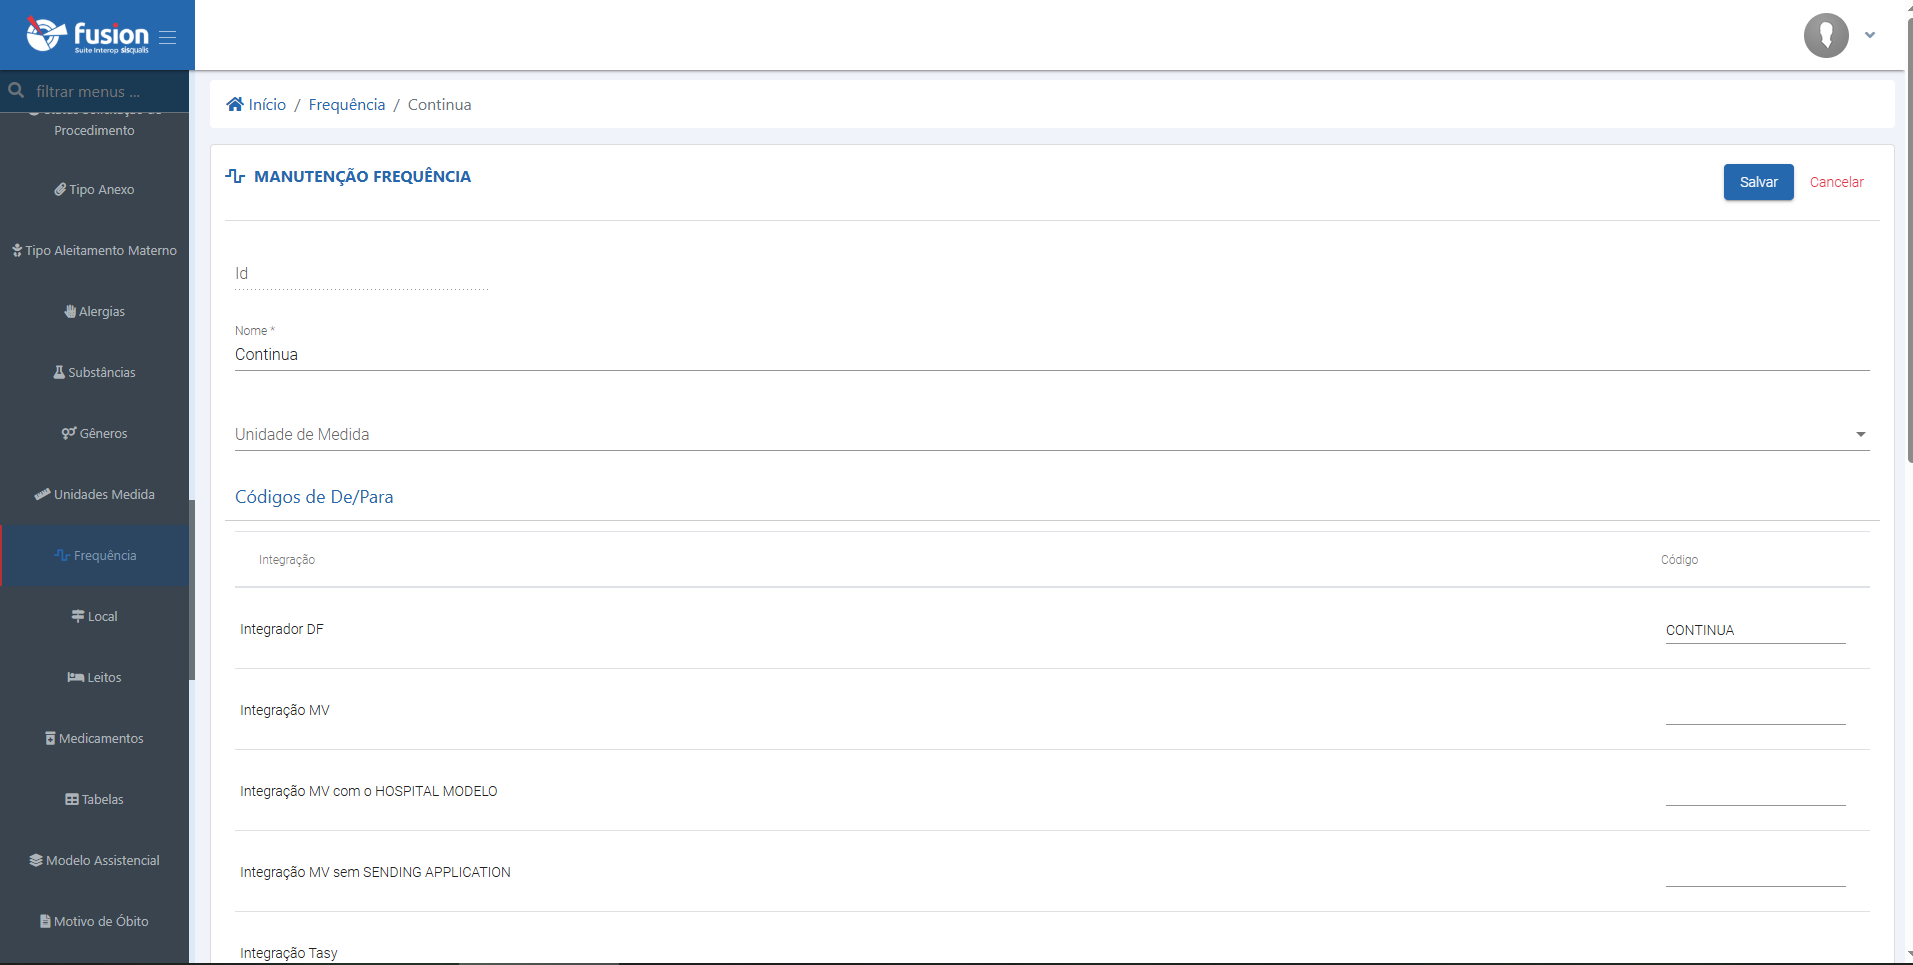 fusion
Suite Interop sisqualis
filtrar menus ...
Procedimento
Tipo Anexo
Tipo Aleitamento Materno
Alergias
Substâncias
Gêneros
Unidades Medida
Frequência
Local
Leitos
Medicamentos
Tabelas
Modelo Assistencial
Motivo de Óbito
Início / Frequência / Continua
MANUTENÇÃO FREQUÊNCIA
Salvar Cancelar
Id
Nome *
Continua
Unidade de Medida
Códigos de De/Para
Integração Código
Integrador DF CONTINUA
Integração MV
Integração MV com o HOSPITAL MODELO
Integração MV sem SENDING APPLICATION
Integração Tasy